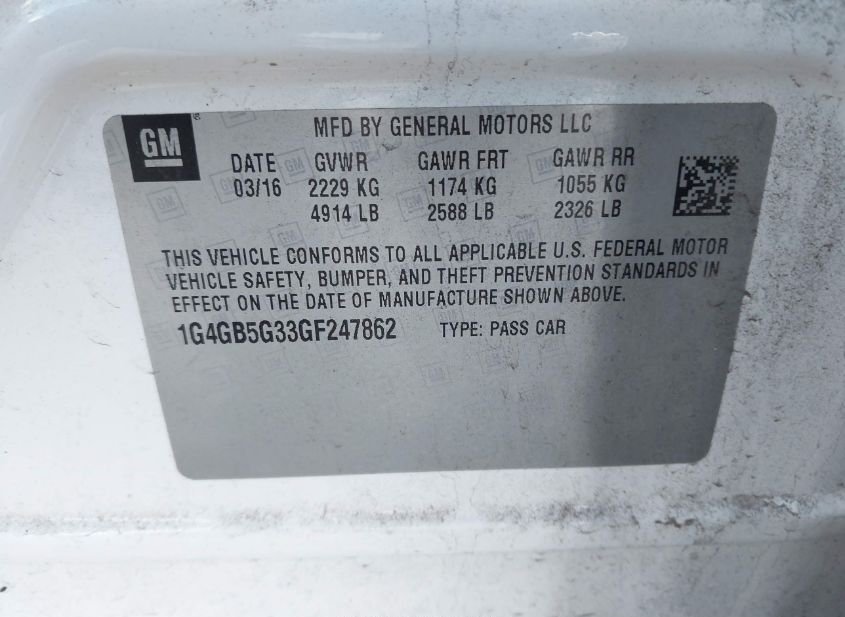 GM
MFD BY GENERAL MOTORS LLC
DATE GVWR GAWR FRT GAWR RR
03/16 2229 KG 1174 KG 1055 KG
4914 LB 2588 LB 2326 LB
THIS VEHICLE CONFORMS TO ALL APPLICABLE U.S. FEDERAL MOTOR
VEHICLE SAFETY, BUMPER, AND THEFT PREVENTION STANDARDS IN
EFFECT ON THE DATE OF MANUFACTURE SHOWN ABOVE.
1G4GB5G33GF247862 TYPE: PASS CAR